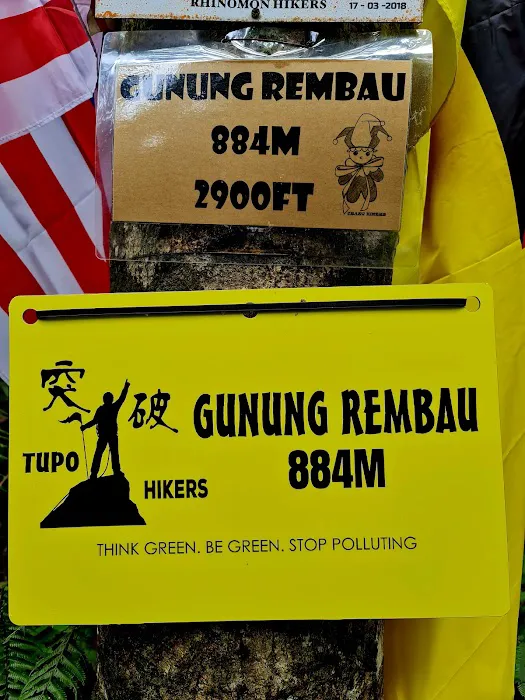 RHINOMON HIKERS 17 - 03 -2018
GUNUNG REMBAU
884M
2900FT
突破
TUPO
HIKERS
GUNUNG REMBAU
884M
THINK GREEN. BE GREEN. STOP POLLUTING